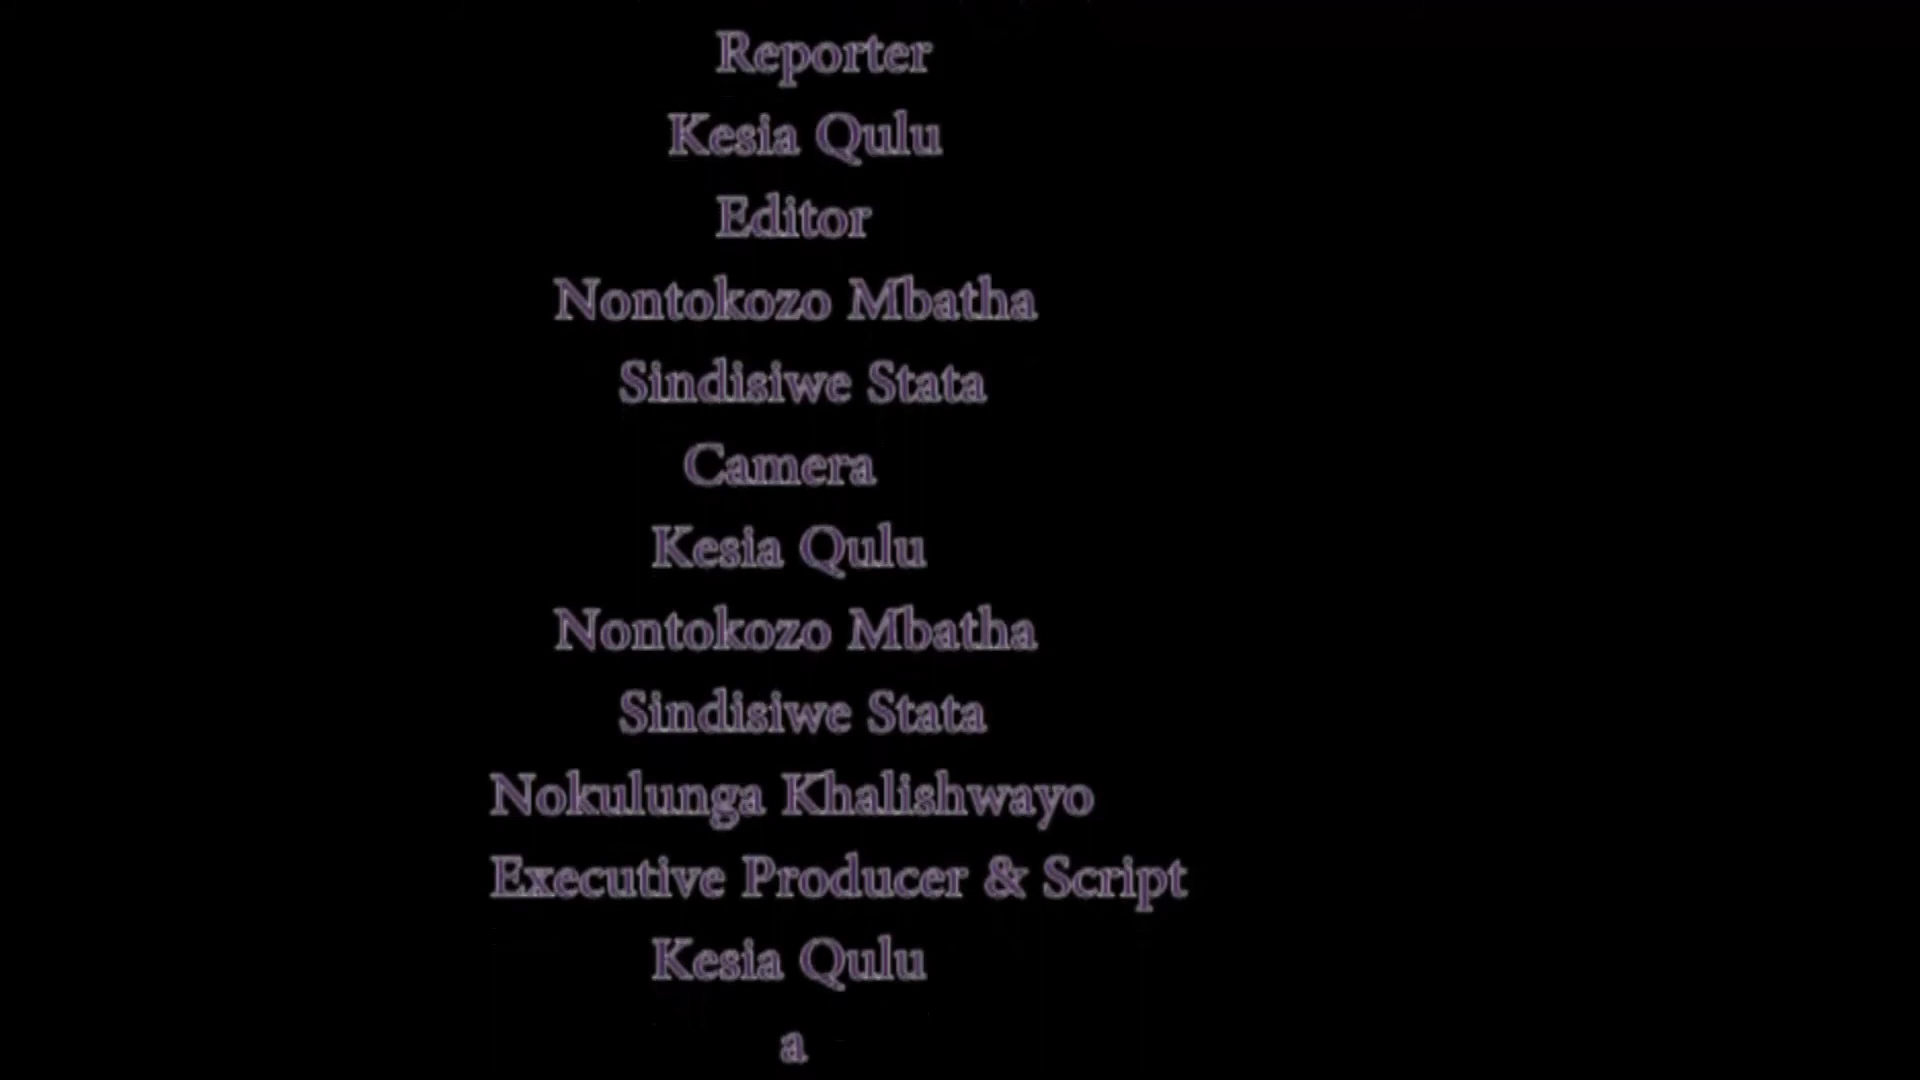 Reporter
Kesia Qulu
Editor
Nontokozo Mbatha
Sindisiwe Stata
Camera
Kesia Qulu
Nontokozo Mbatha
Sindisiwe Stata
Nokulunga Khalishwayo
Executive Producer & Script
Kesia Qulu
a